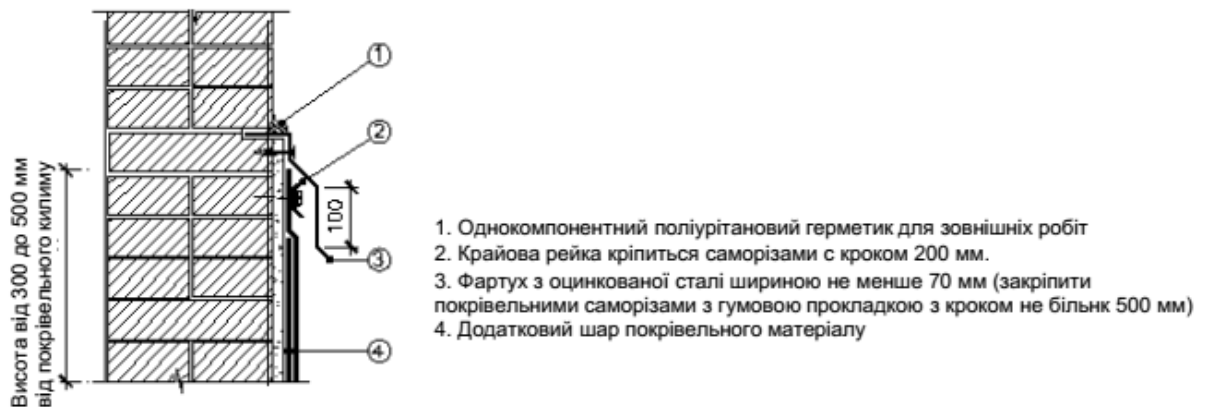 Висота від 300 до 500 мм
від покрівельного килиму
1
2
100
3
4
1. Однокомпонентний поліурітановий герметик для зовнішніх робіт
2. Крайова рейка кріпиться саморізами с кроком 200 мм.
3. Фартух з оцинкованої сталі шириною не менше 70 мм (закріпити
покрівельними саморізами з гумовою прокладкою з кроком не більнк 500 мм)
4. Додатковий шар покрівельного матеріалу